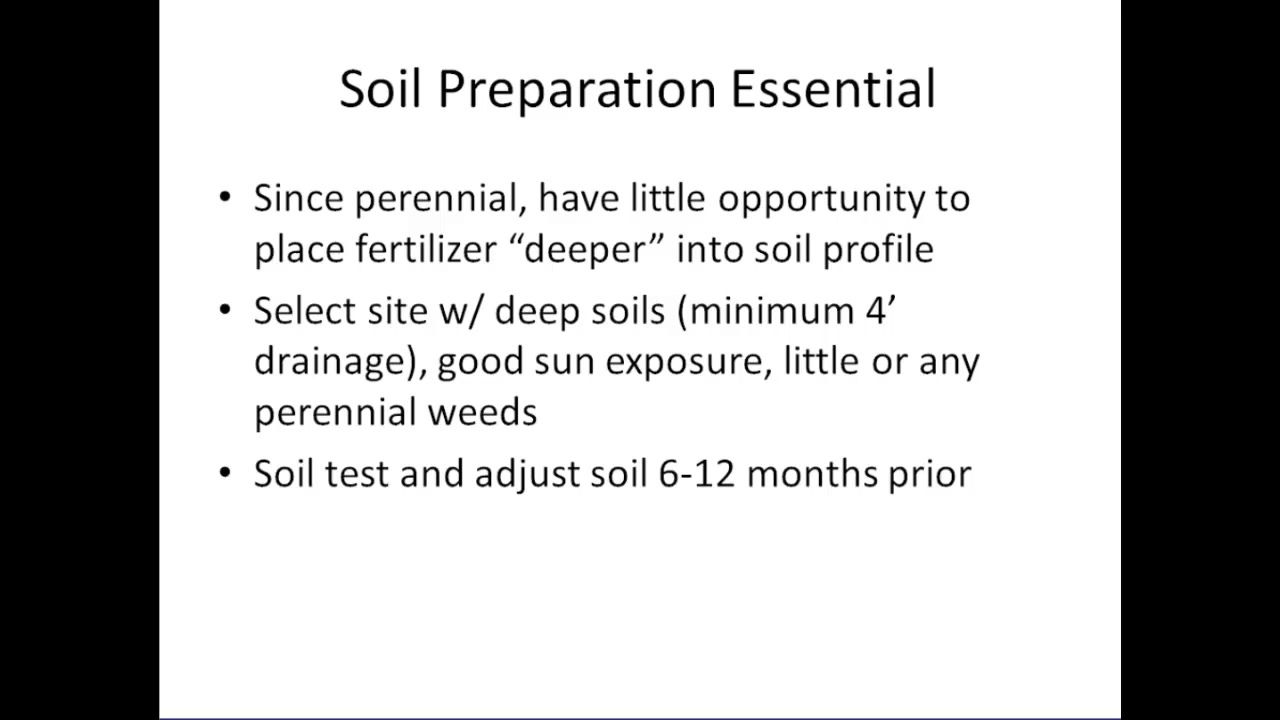 Soil Preparation Essential
• Since perennial, have little opportunity to
place fertilizer “deeper” into soil profile
• Select site w/ deep soils (minimum 4’
drainage), good sun exposure, little or any
perennial weeds
• Soil test and adjust soil 6-12 months prior